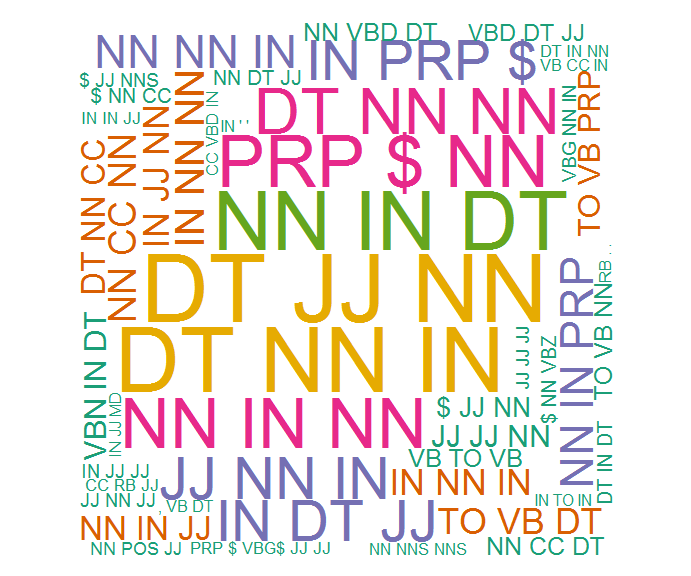 NN VBD DT
VBD DT JJ
NN NN IN
IN PRP $
DT IN NN
VB CC IN
$ JJ NNS
NN DT JJ
$ NN CC
IN IN JJ
IN ' '
CC VBD IN
DT NN NN
VBG NN IN
TO VB PRP
PRP $ NN
DT NN CC
NN CC NN
IN JJ NN
IN NN NN
NN IN DT
RB . .
DT JJ NN
NN IN PRP
TO VB NN
DT NN IN
JJ JJ JJ
$ NN VBZ
VBN IN DT
IN JJ MD
NN IN NN
$ JJ NN
JJ JJ NN
DT IN DT
VB TO VB
IN JJ JJ
JJ NN IN
IN NN IN
CC RB JJ
JJ NN JJ
, VB DT
IN TO IN
NN IN JJ
IN DT JJ
TO VB DT
NN POS JJ
PRP $ VBG
$ JJ JJ
NN NNS NNS
NN CC DT